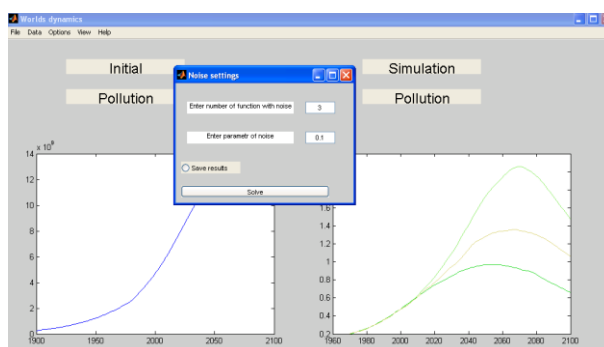 Worlds dynamics
File Data Options View Help
Initial
Simulation
Pollution
Pollution
Noise settings
Enter number of function with noise 3
Enter parametr of noise 0.1
Save results
Solve
x 10
14
10
8
6
4
2
0
1900 1950 2000 2050 2100
1.6
1.4
1.2
1
0.8
0.6
0.4
0.2
1960 1980 2000 2020 2040 2060 2080 2100